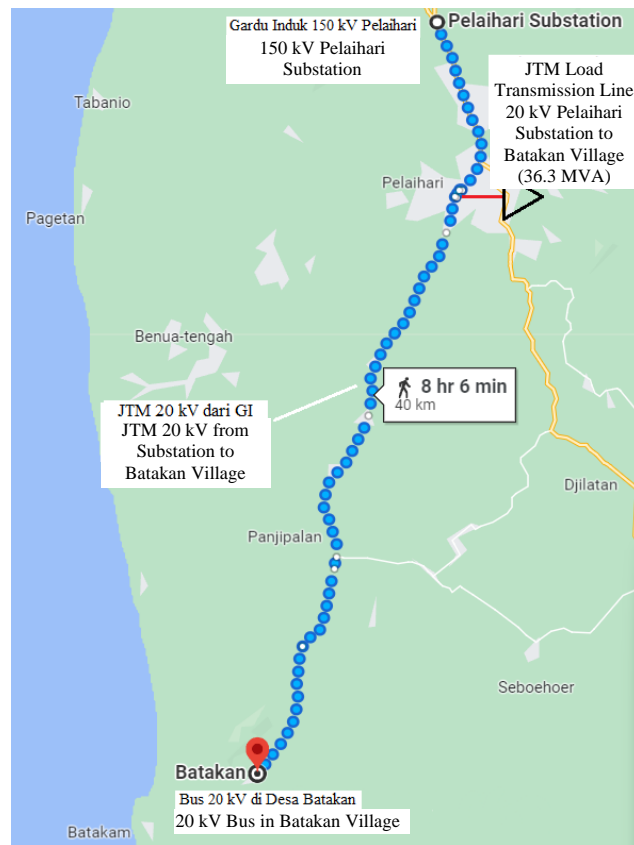 Gardu Induk 150 kV Pelaihari
150 kV Pelaihari
Substation
Pelaihari Substation
JTM Load
Transmission Line
20 kV Pelaihari
Substation to
Batakan Village
(36.3 MVA)
Tabanio
Pelaihari
Pagetan
Benua-tengah
8 hr 6 min
40 km
JTM 20 kV dari GI
JTM 20 kV from
Substation to
Batakan Village
Djilatan
Panjipalan
Seboehoer
Batakan
Bus 20 kV di Desa Batakan
20 kV Bus in Batakan Village
Batakam